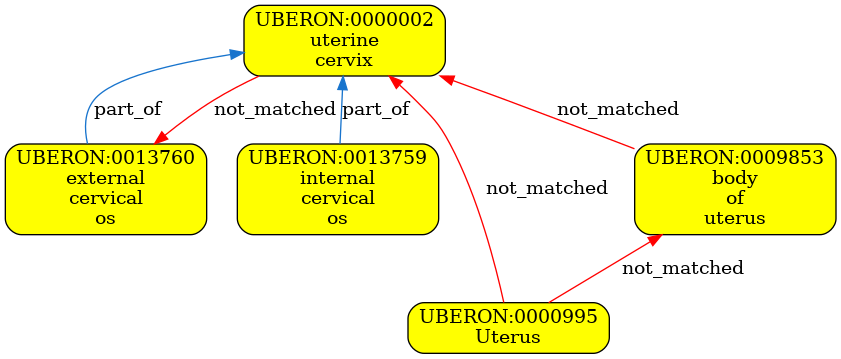 UBERON:0000002
uterine
cervix
part_of
not_matched
part_of
not_matched
UBERON:0013760
external
cervical
os
UBERON:0013759
internal
cervical
os
UBERON:0009853
body
of
uterus
not_matched
not_matched
UBERON:0000995
Uterus